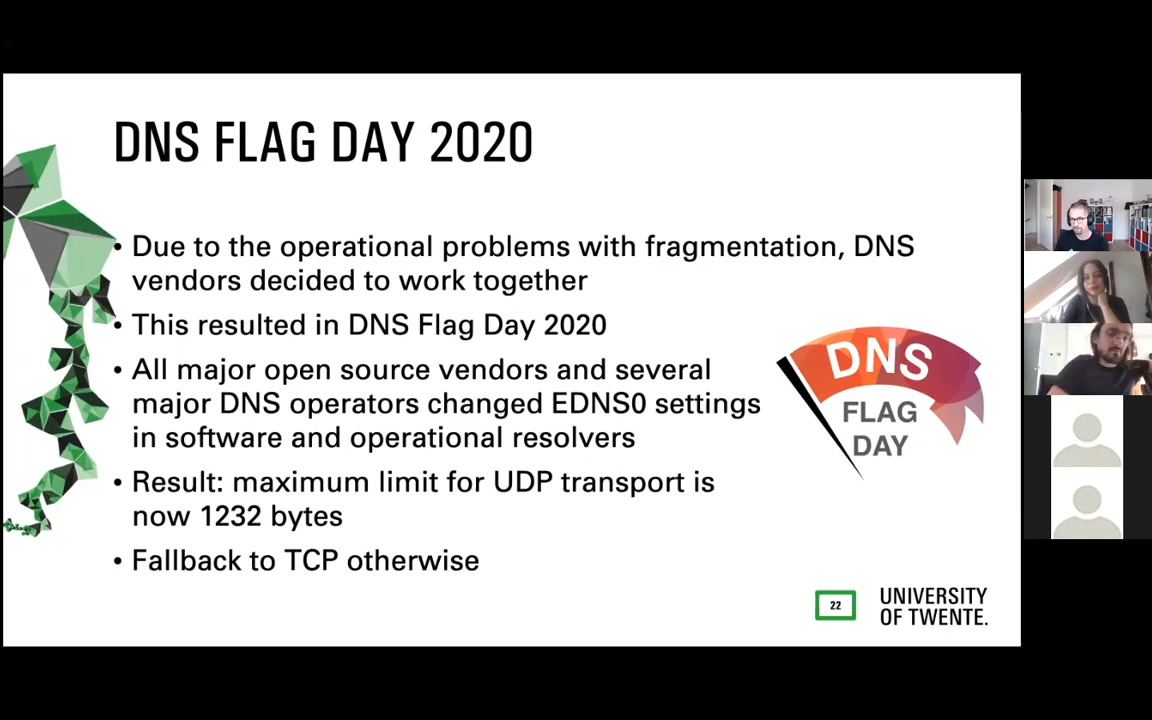 DNS FLAG DAY 2020
• Due to the operational problems with fragmentation, DNS
vendors decided to work together
• This resulted in DNS Flag Day 2020
• All major open source vendors and several
major DNS operators changed EDNS0 settings
in software and operational resolvers
• Result: maximum limit for UDP transport is
now 1232 bytes
• Fallback to TCP otherwise
DNS
FLAG
DAY
22
UNIVERSITY
OF TWENTE.